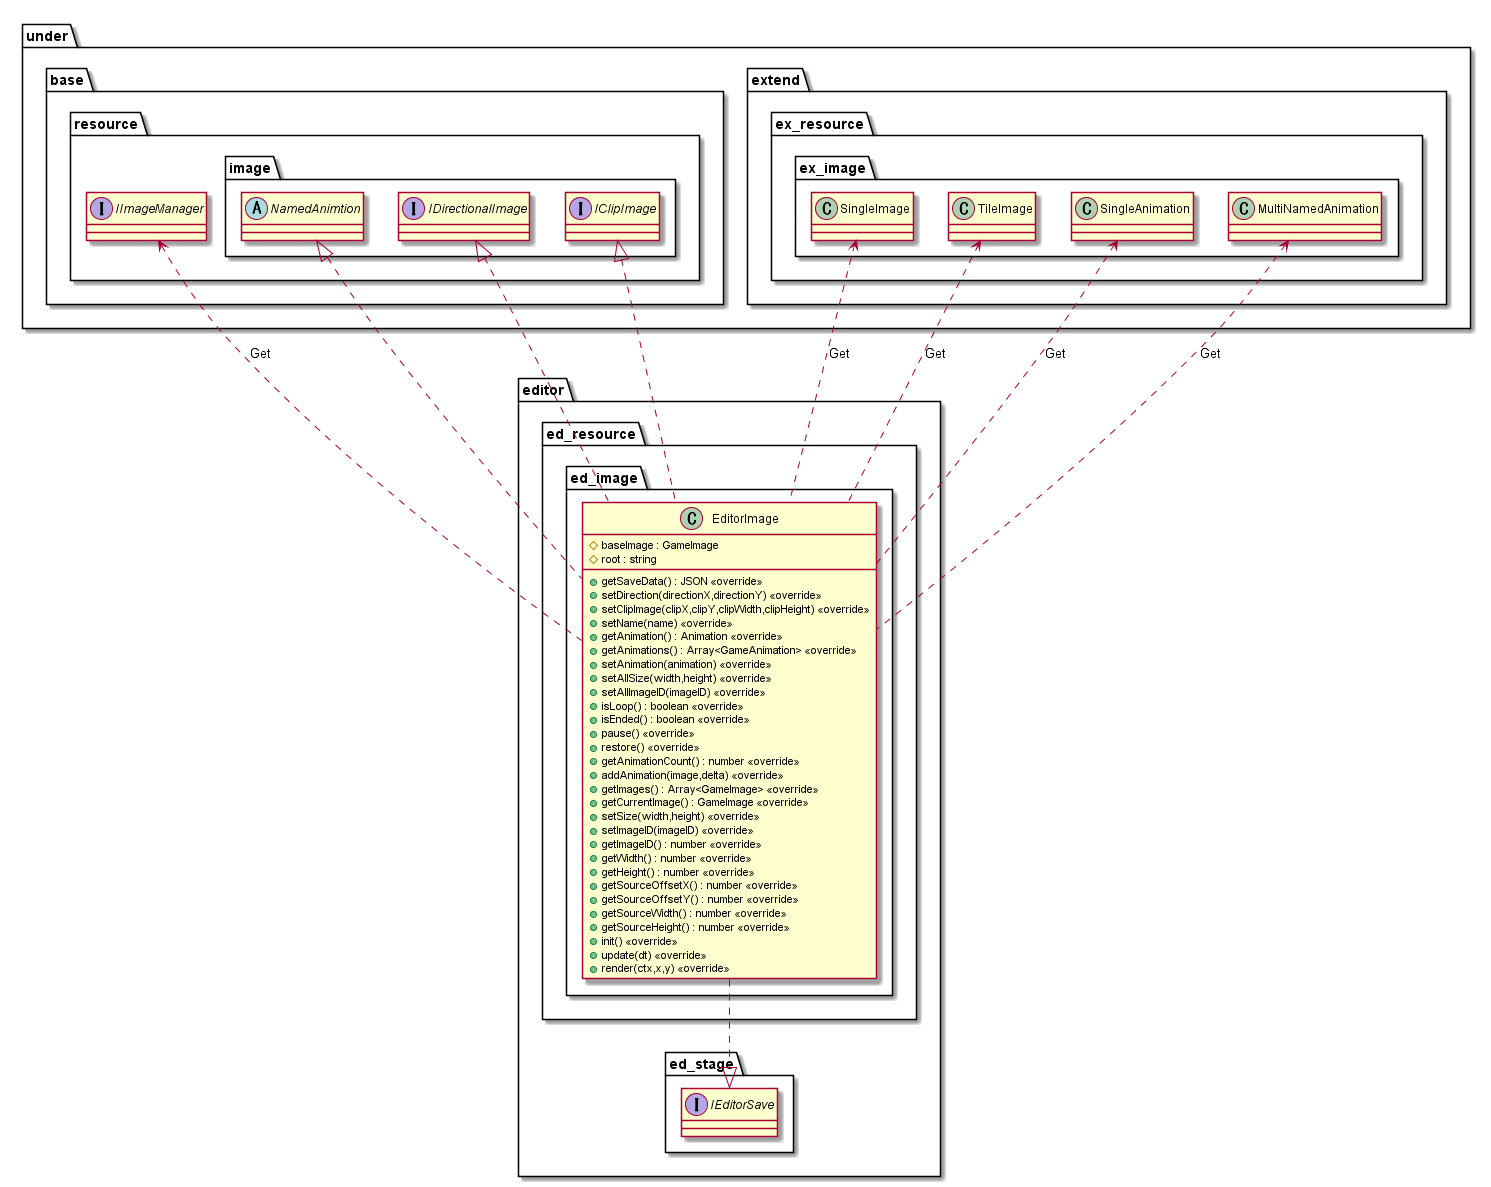 under
base
extend
resource
ex_resource
image
ex_image
I IImageManager
A NamedAnimtion
I IDirectionalImage
I IClipImage
C SingleImage
C TileImage
C SingleAnimation
C MultiNamedAnimation
Get
Get
Get
Get
Get
editor
ed_resource
ed_image
C EditorImage
baseImage : GameImage
root : string
getSaveData() : JSON «override»
setDirection(directionX,directionY) «override»
setClipImage(clipX,clipY,clipWidth,clipHeight) «override»
setName(name) «override»
getAnimation() : Animation «override»
getAnimations() : Array<GameAnimation> «override»
setAnimation(animation) «override»
setAllSize(width,height) «override»
setAllImageID(imageID) «override»
isLoop() : boolean «override»
isEnded() : boolean «override»
pause() «override»
restore() «override»
getAnimationCount() : number «override»
addAnimation(image,delta) «override»
getImages() : Array<GameImage> «override»
getCurrentImage() : GameImage «override»
setSize(width,height) «override»
setImageID(imageID) «override»
getImageID() : number «override»
getWidth() : number «override»
getHeight() : number «override»
getSourceOffsetX() : number «override»
getSourceOffsetY() : number «override»
getSourceWidth() : number «override»
getSourceHeight() : number «override»
init() «override»
update(dt) «override»
render(ctx,x,y) «override»
ed_stage
I IEditorSave